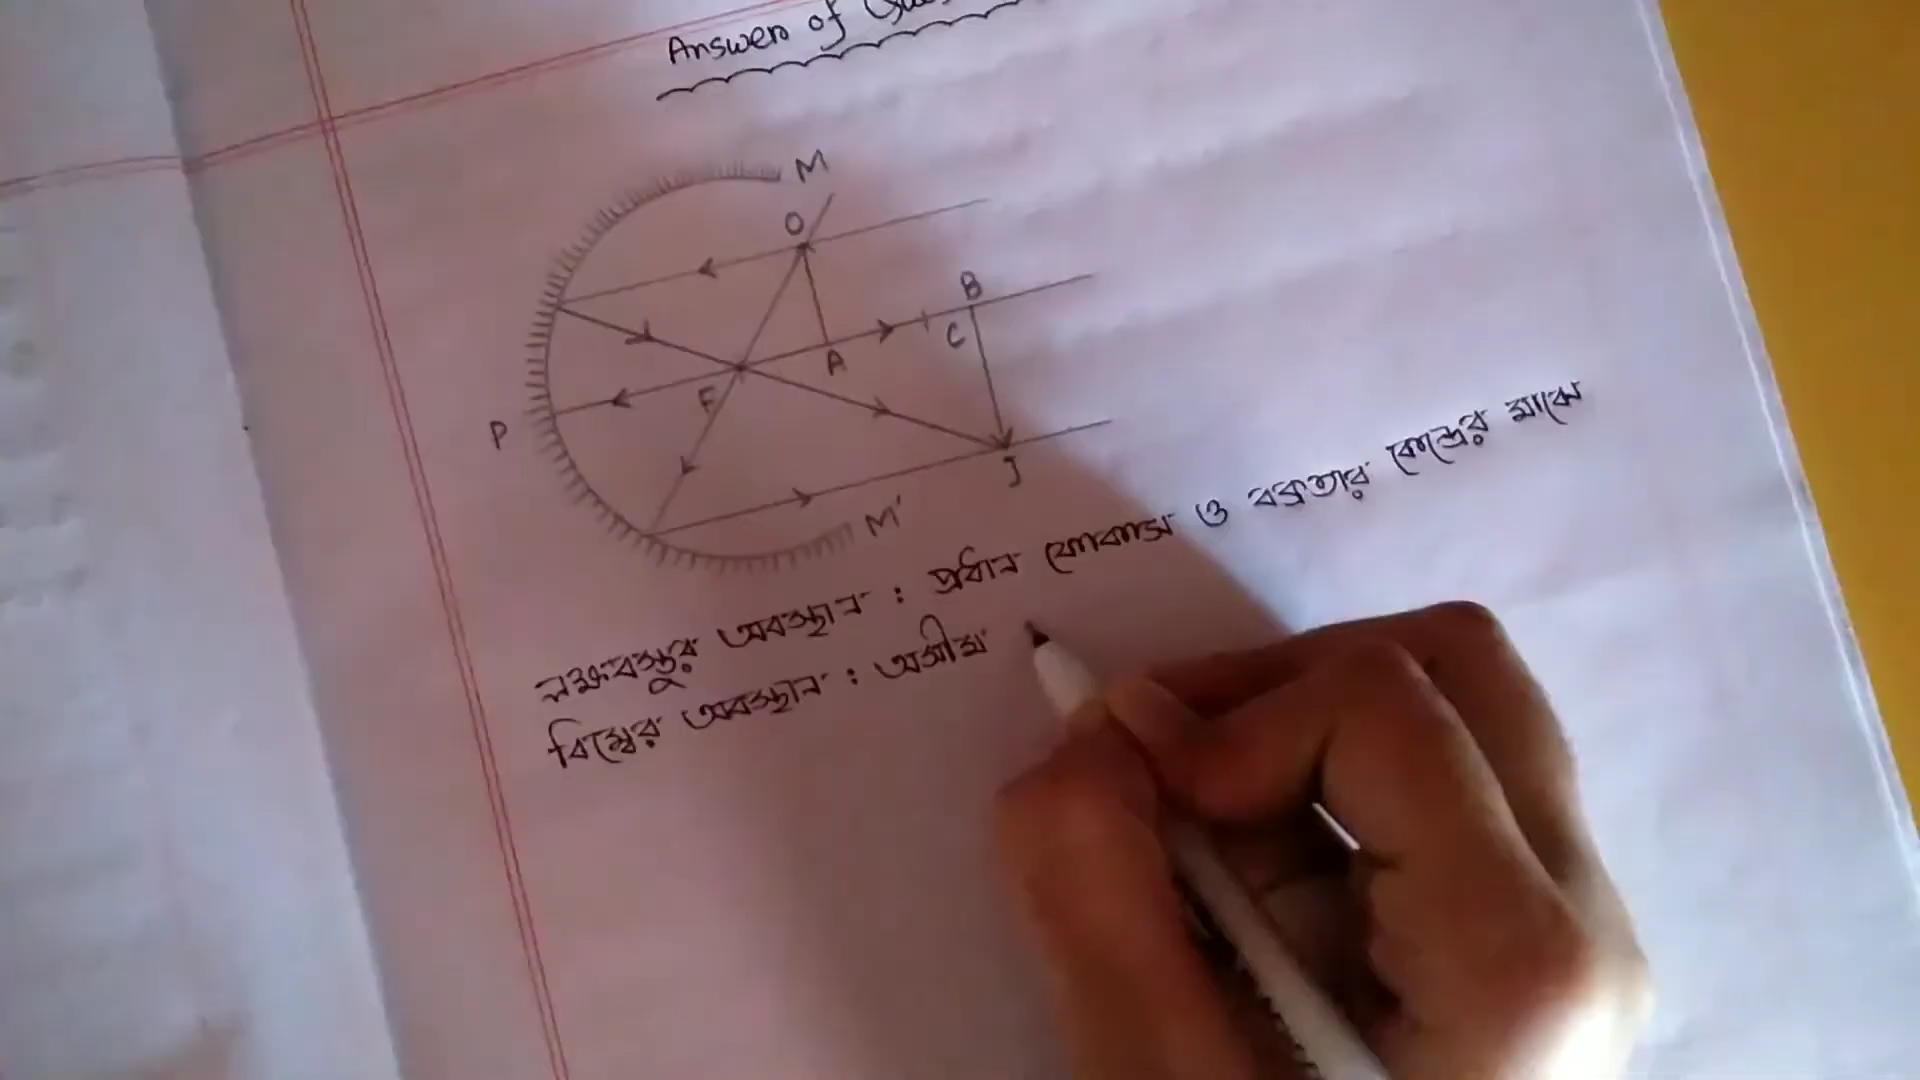 Answer of
M
O
B
C
A
F
P
J
M'
লক্ষ্যবস্তুর অবস্থান : প্রধান ফোকাস ও বক্রতার কেন্দ্রের মাঝে
বিম্বের অবস্থান : অসীম